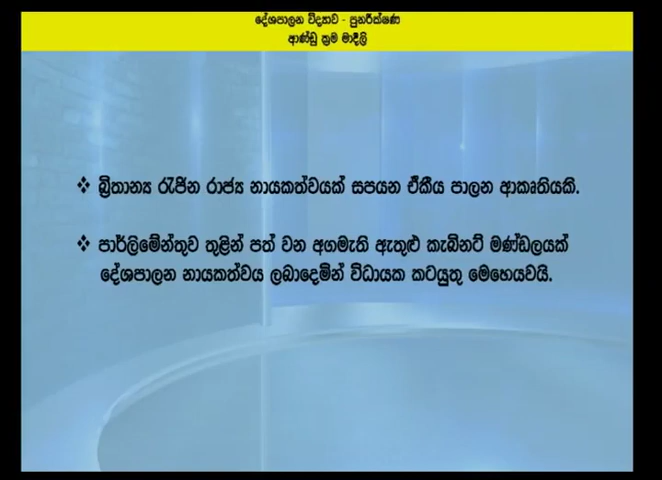 දේශපාලන විද්‍යාව - පුනරීක්ෂණ
ආණ්ඩු ක්‍රම මාදිලි
❖ බ්‍රිතාන්‍ය රැජින රාජ්‍ය නායකත්වයක් සපයන ඒකීය පාලන ආකෘතියකි.
❖ පාර්ලිමේන්තුව තුළින් පත් වන අගමැති ඇතුළු කැබිනට් මණ්ඩලයක්
දේශපාලන නායකත්වය ලබාදෙමින් විධායක කටයුතු මෙහෙයවයි.